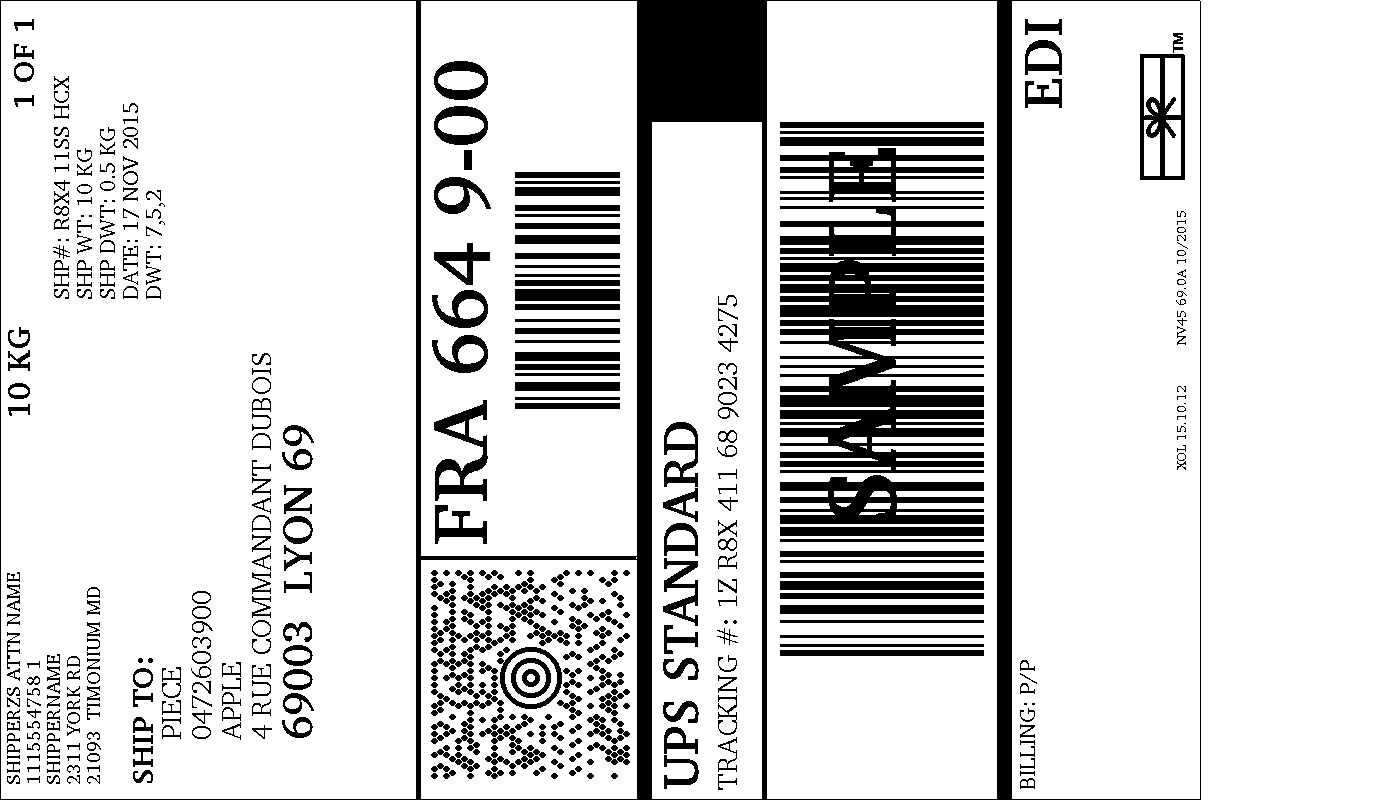 SHIPPERZS ATTN NAME
1115554758 1
SHIPPERNAME
2311 YORK RD
21093 TIMONIUM MD
10 KG
1 OF 1
SHP#: R8X4 11SS HCX
SHP WT: 10 KG
SHP DWT: 0.5 KG
DATE: 17 NOV 2015
DWT: 7,5,2
SHIP TO:
PIECE
0472603900
APPLE
4 RUE COMMANDANT DUBOIS
69003 LYON 69
FRA 664 9-00
UPS STANDARD
TRACKING #: 1Z R8X 411 68 9023 4275
SAMPLE
BILLING: P/P
EDI
XOL 15.10.12 NV45 69.0A 10/2015
TM